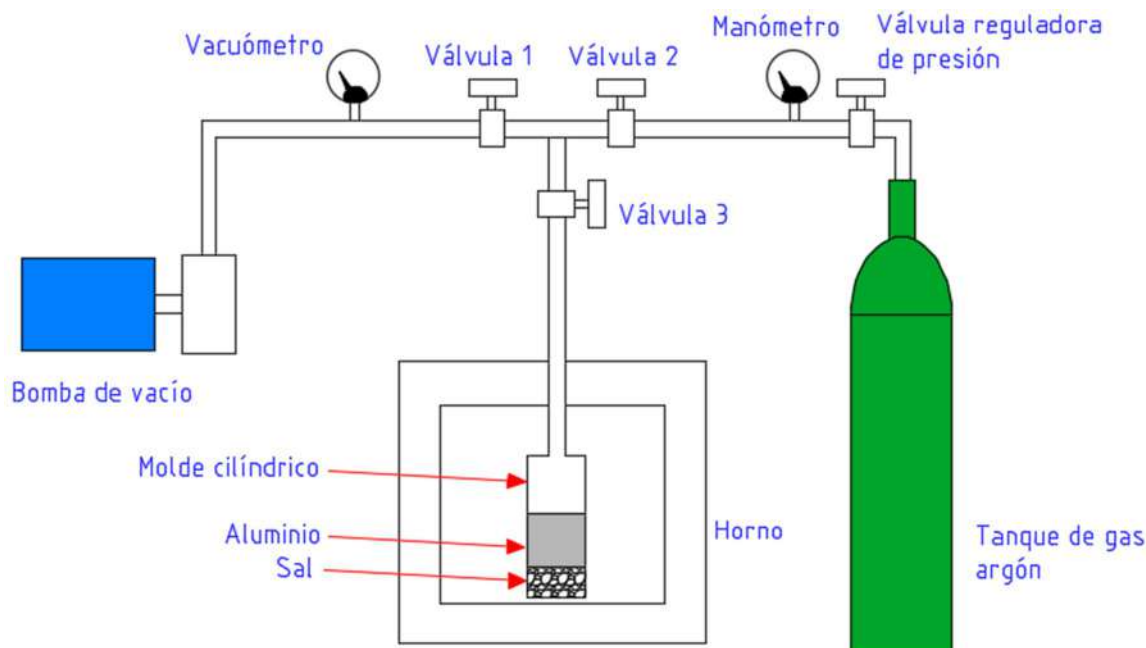 Vacuómetro
Válvula 1
Válvula 2
Manómetro
Válvula reguladora
de presión
Válvula 3
Bomba de vacío
Molde cilíndrico
Aluminio
Sal
Horno
Tanque de gas
argón